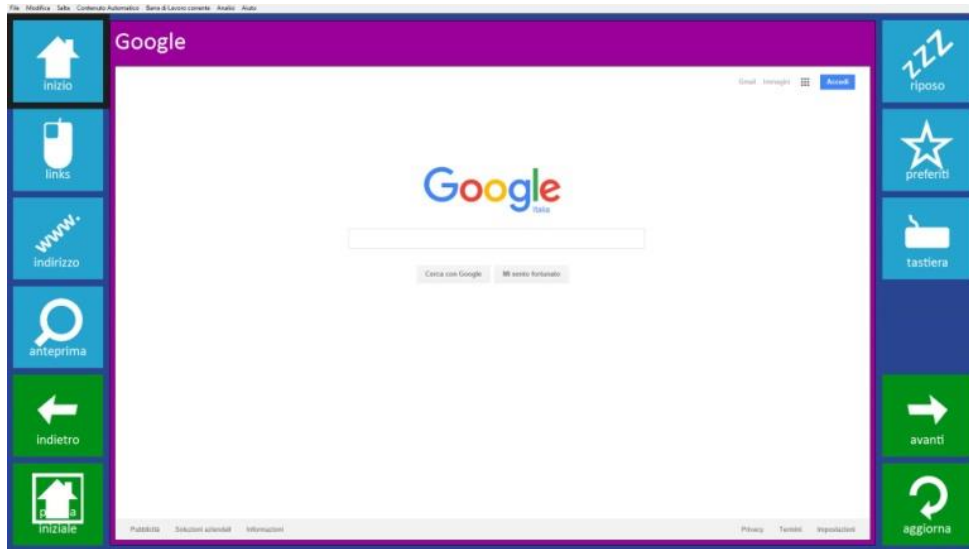 File Modifica Salta Contenuto Automatico Barra di Lavoro corrente Analisi Aiuto
Google
inizio
riposo
Gmail Immagini Accedi
links
preferiti
Google
Italia
www.
indirizzo
tastiera
Cerca con Google Mi sento fortunato
anteprima
indietro
avanti
iniziale
aggiorna
Pubblicità Soluzioni aziendali Informazioni
Privacy Termini Impostazioni